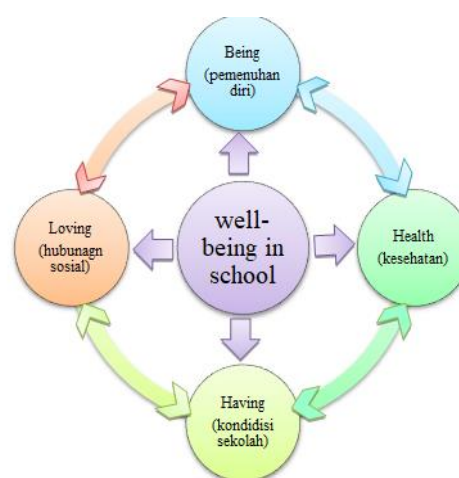 Being
(pemenuhan
diri)
Loving
(hubunagn
sosial)
well-
being in
school
Health
(kesehatan)
Having
(kondidisi
sekolah)